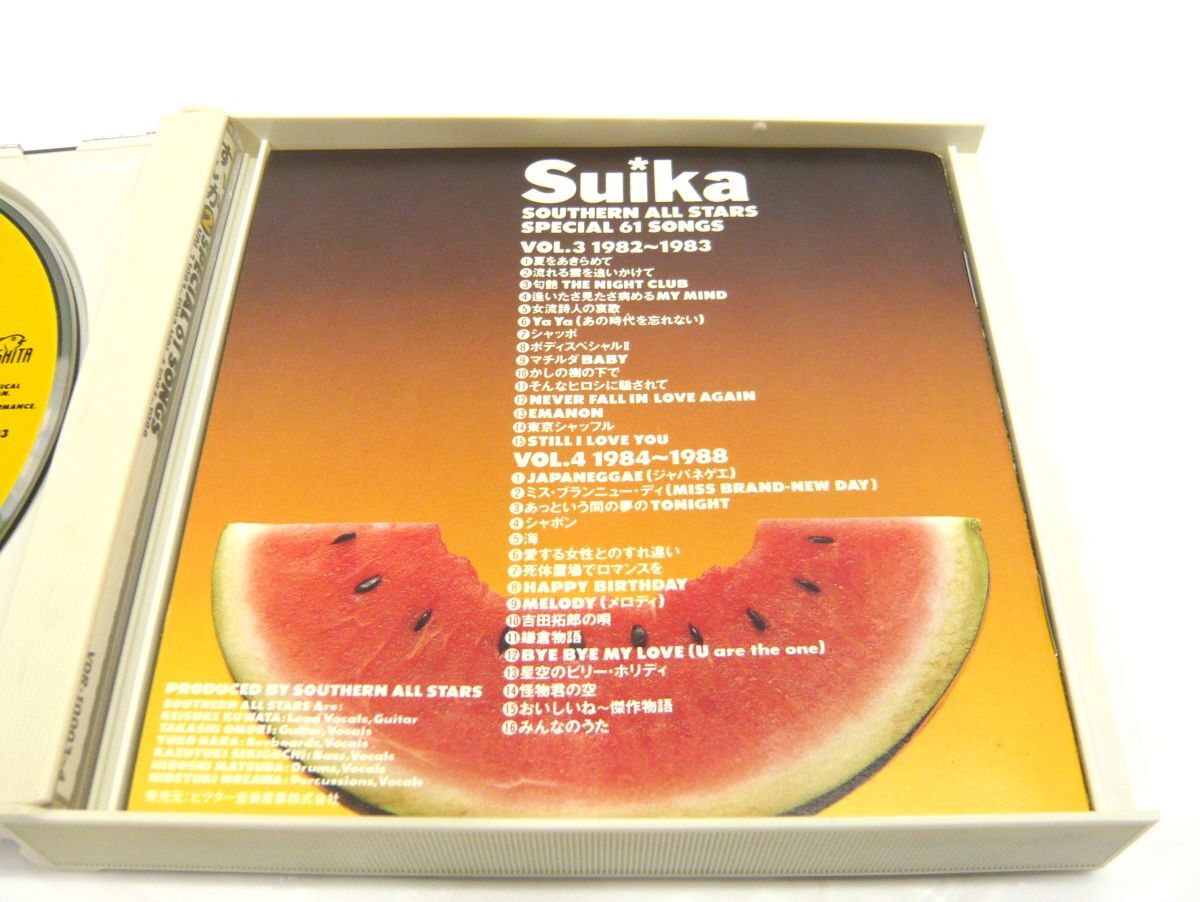 SHITA
ICAL
N.
ORMANCE,
SPECIAL 61 SONGS
Suika
SOUTHERN ALL STARS
SPECIAL 61 SONGS
VOL.3 1982~1983
①夏をあきらめて
②流れる雲を追いかけて
③匂艶 THE NIGHT CLUB
④逢いたさ見たさ病める MY MIND
⑤女流詩人の哀歌
⑥Ya Ya (あの時代を忘れない)
⑦シャッポ
⑧ボディスペシャルⅡ
⑨マチルダ BABY
⑩かしの樹の下で
⑪そんなヒロシに騙されて
⑫NEVER FALL IN LOVE AGAIN
⑬EMANON
⑭東京シャッフル
⑮STILL I LOVE YOU
VOL.4 1984~1988
①JAPANEGGAE (ジャパネゲエ)
②ミス・ブランニュー・デイ (MISS BRAND-NEW DAY)
③あっという間の夢のTONIGHT
④シャボン
⑤海
⑥愛する女性とのすれ違い
⑦死体置場でロマンスを
⑧HAPPY BIRTHDAY
⑨MELODY (メロディ)
⑩吉田拓郎の唄
⑪鎌倉物語
⑫BYE BYE MY LOVE (U are the one)
⑬星空のビリー・ホリディ
⑭怪物君の空
⑮おいしいね〜傑作物語
⑯みんなのうた
PRODUCED BY SOUTHERN ALL STARS
SOUTHERN ALL STARS Are:
KEISUKE KUWATA: Lead Vocals, Guitar
TAKASHI OMORI: Guitar, Vocals
YUKO HARA: Keyboards, Vocals
KAZUYUKI SEKIGUCHI: Bass, Vocals
HIROSHI MATSUDA: Drums, Vocals
HIDEYUKI NOZAWA: Percussions, Vocals
発売元:ビクター音楽産業株式会社